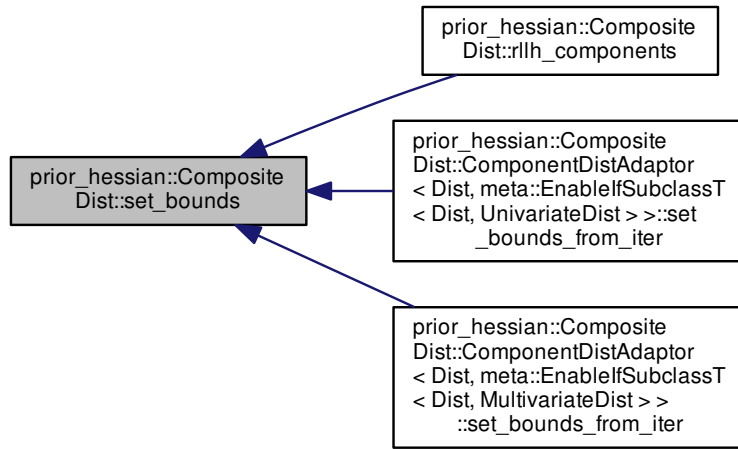 prior_hessian::Composite
Dist::rllh_components
prior_hessian::Composite
Dist::set_bounds
prior_hessian::Composite
Dist::ComponentDistAdaptor
< Dist, meta::EnableIfSubclassT
< Dist, UnivariateDist > >::set
_bounds_from_iter
prior_hessian::Composite
Dist::ComponentDistAdaptor
< Dist, meta::EnableIfSubclassT
< Dist, MultivariateDist > >
::set_bounds_from_iter